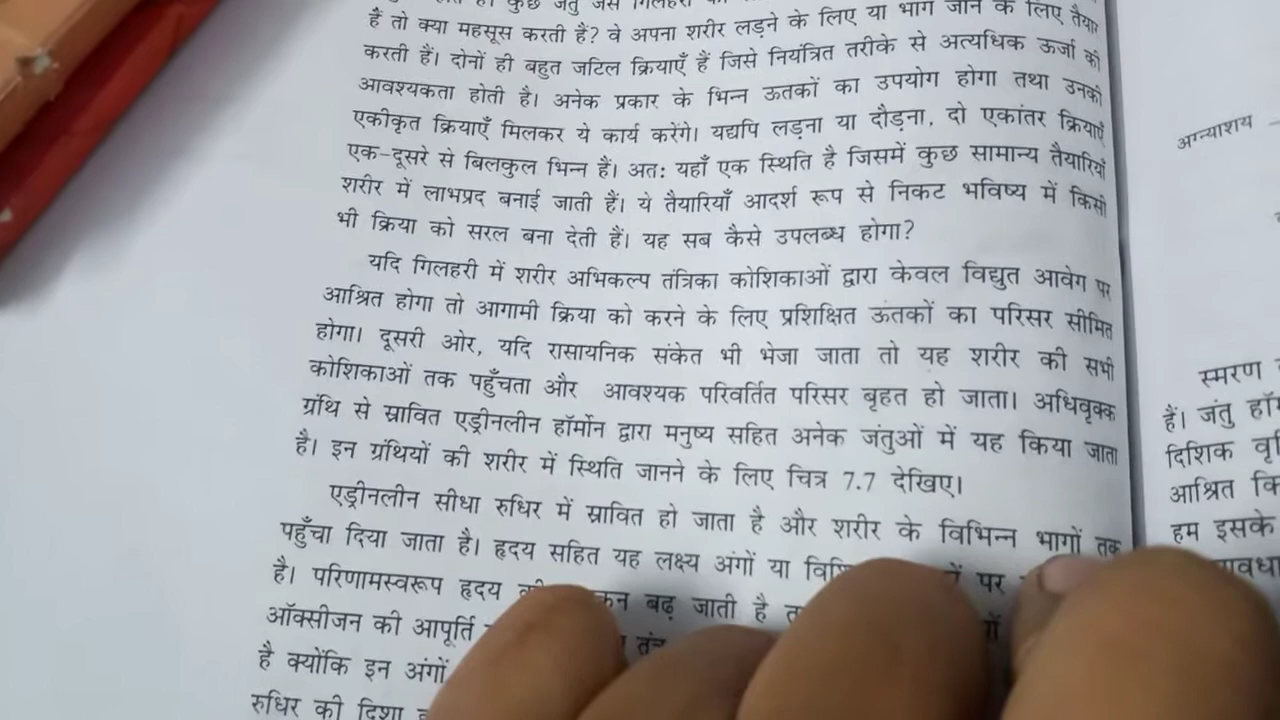 कुछ जंतु जैसे गिलहरी
हैं तो क्या महसूस करती हैं? वे अपना शरीर लड़ने के लिए या भाग जाने के लिए तैयार
करती हैं। दोनों ही बहुत जटिल क्रियाएँ हैं जिसे नियंत्रित तरीके से अत्यधिक ऊर्जा की
आवश्यकता होती है। अनेक प्रकार के भिन्न ऊतकों का उपयोग होगा तथा उनकी
एकीकृत क्रियाएँ मिलकर ये कार्य करेंगे। यद्यपि लड़ना या दौड़ना, दो एकांतर क्रियाएँ
एक-दूसरे से बिलकुल भिन्न हैं। अतः यहाँ एक स्थिति है जिसमें कुछ सामान्य तैयारियाँ
शरीर में लाभप्रद बनाई जाती हैं। ये तैयारियाँ आदर्श रूप से निकट भविष्य में किसी
भी क्रिया को सरल बना देती हैं। यह सब कैसे उपलब्ध होगा?
यदि गिलहरी में शरीर अभिकल्प तंत्रिका कोशिकाओं द्वारा केवल विद्युत आवेग पर
आश्रित होगा तो आगामी क्रिया को करने के लिए प्रशिक्षित ऊतकों का परिसर सीमित
होगा। दूसरी ओर, यदि रासायनिक संकेत भी भेजा जाता तो यह शरीर की सभी
कोशिकाओं तक पहुँचता और आवश्यक परिवर्तित परिसर बृहत हो जाता। अधिवृक्क
ग्रंथि से स्रावित एड्रीनलीन हॉर्मोन द्वारा मनुष्य सहित अनेक जंतुओं में यह किया जाता
है। इन ग्रंथियों की शरीर में स्थिति जानने के लिए चित्र 7.7 देखिए।
एड्रीनलीन सीधा रुधिर में स्रावित हो जाता है और शरीर के विभिन्न भागों तक
पहुँचा दिया जाता है। हृदय सहित यह लक्ष्य अंगों या पर
है। परिणामस्वरूप हृदय बढ़ जाती है
ऑक्सीजन की आपूर्ति
है क्योंकि इन अंगों
रुधिर की दिशा
अग्न्याशय
स्मरण
हैं। जंतु
दिशिक
आश्रित
हम इसके